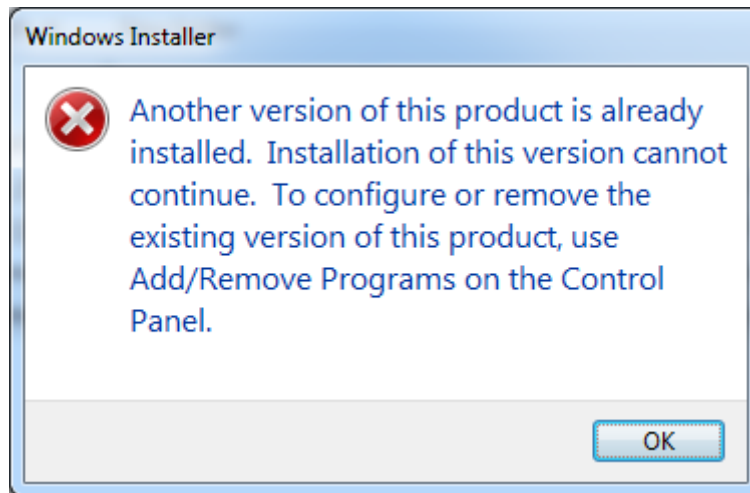 Windows Installer
Another version of this product is already
installed.  Installation of this version cannot
continue.  To configure or remove the
existing version of this product, use
Add/Remove Programs on the Control
Panel.
OK